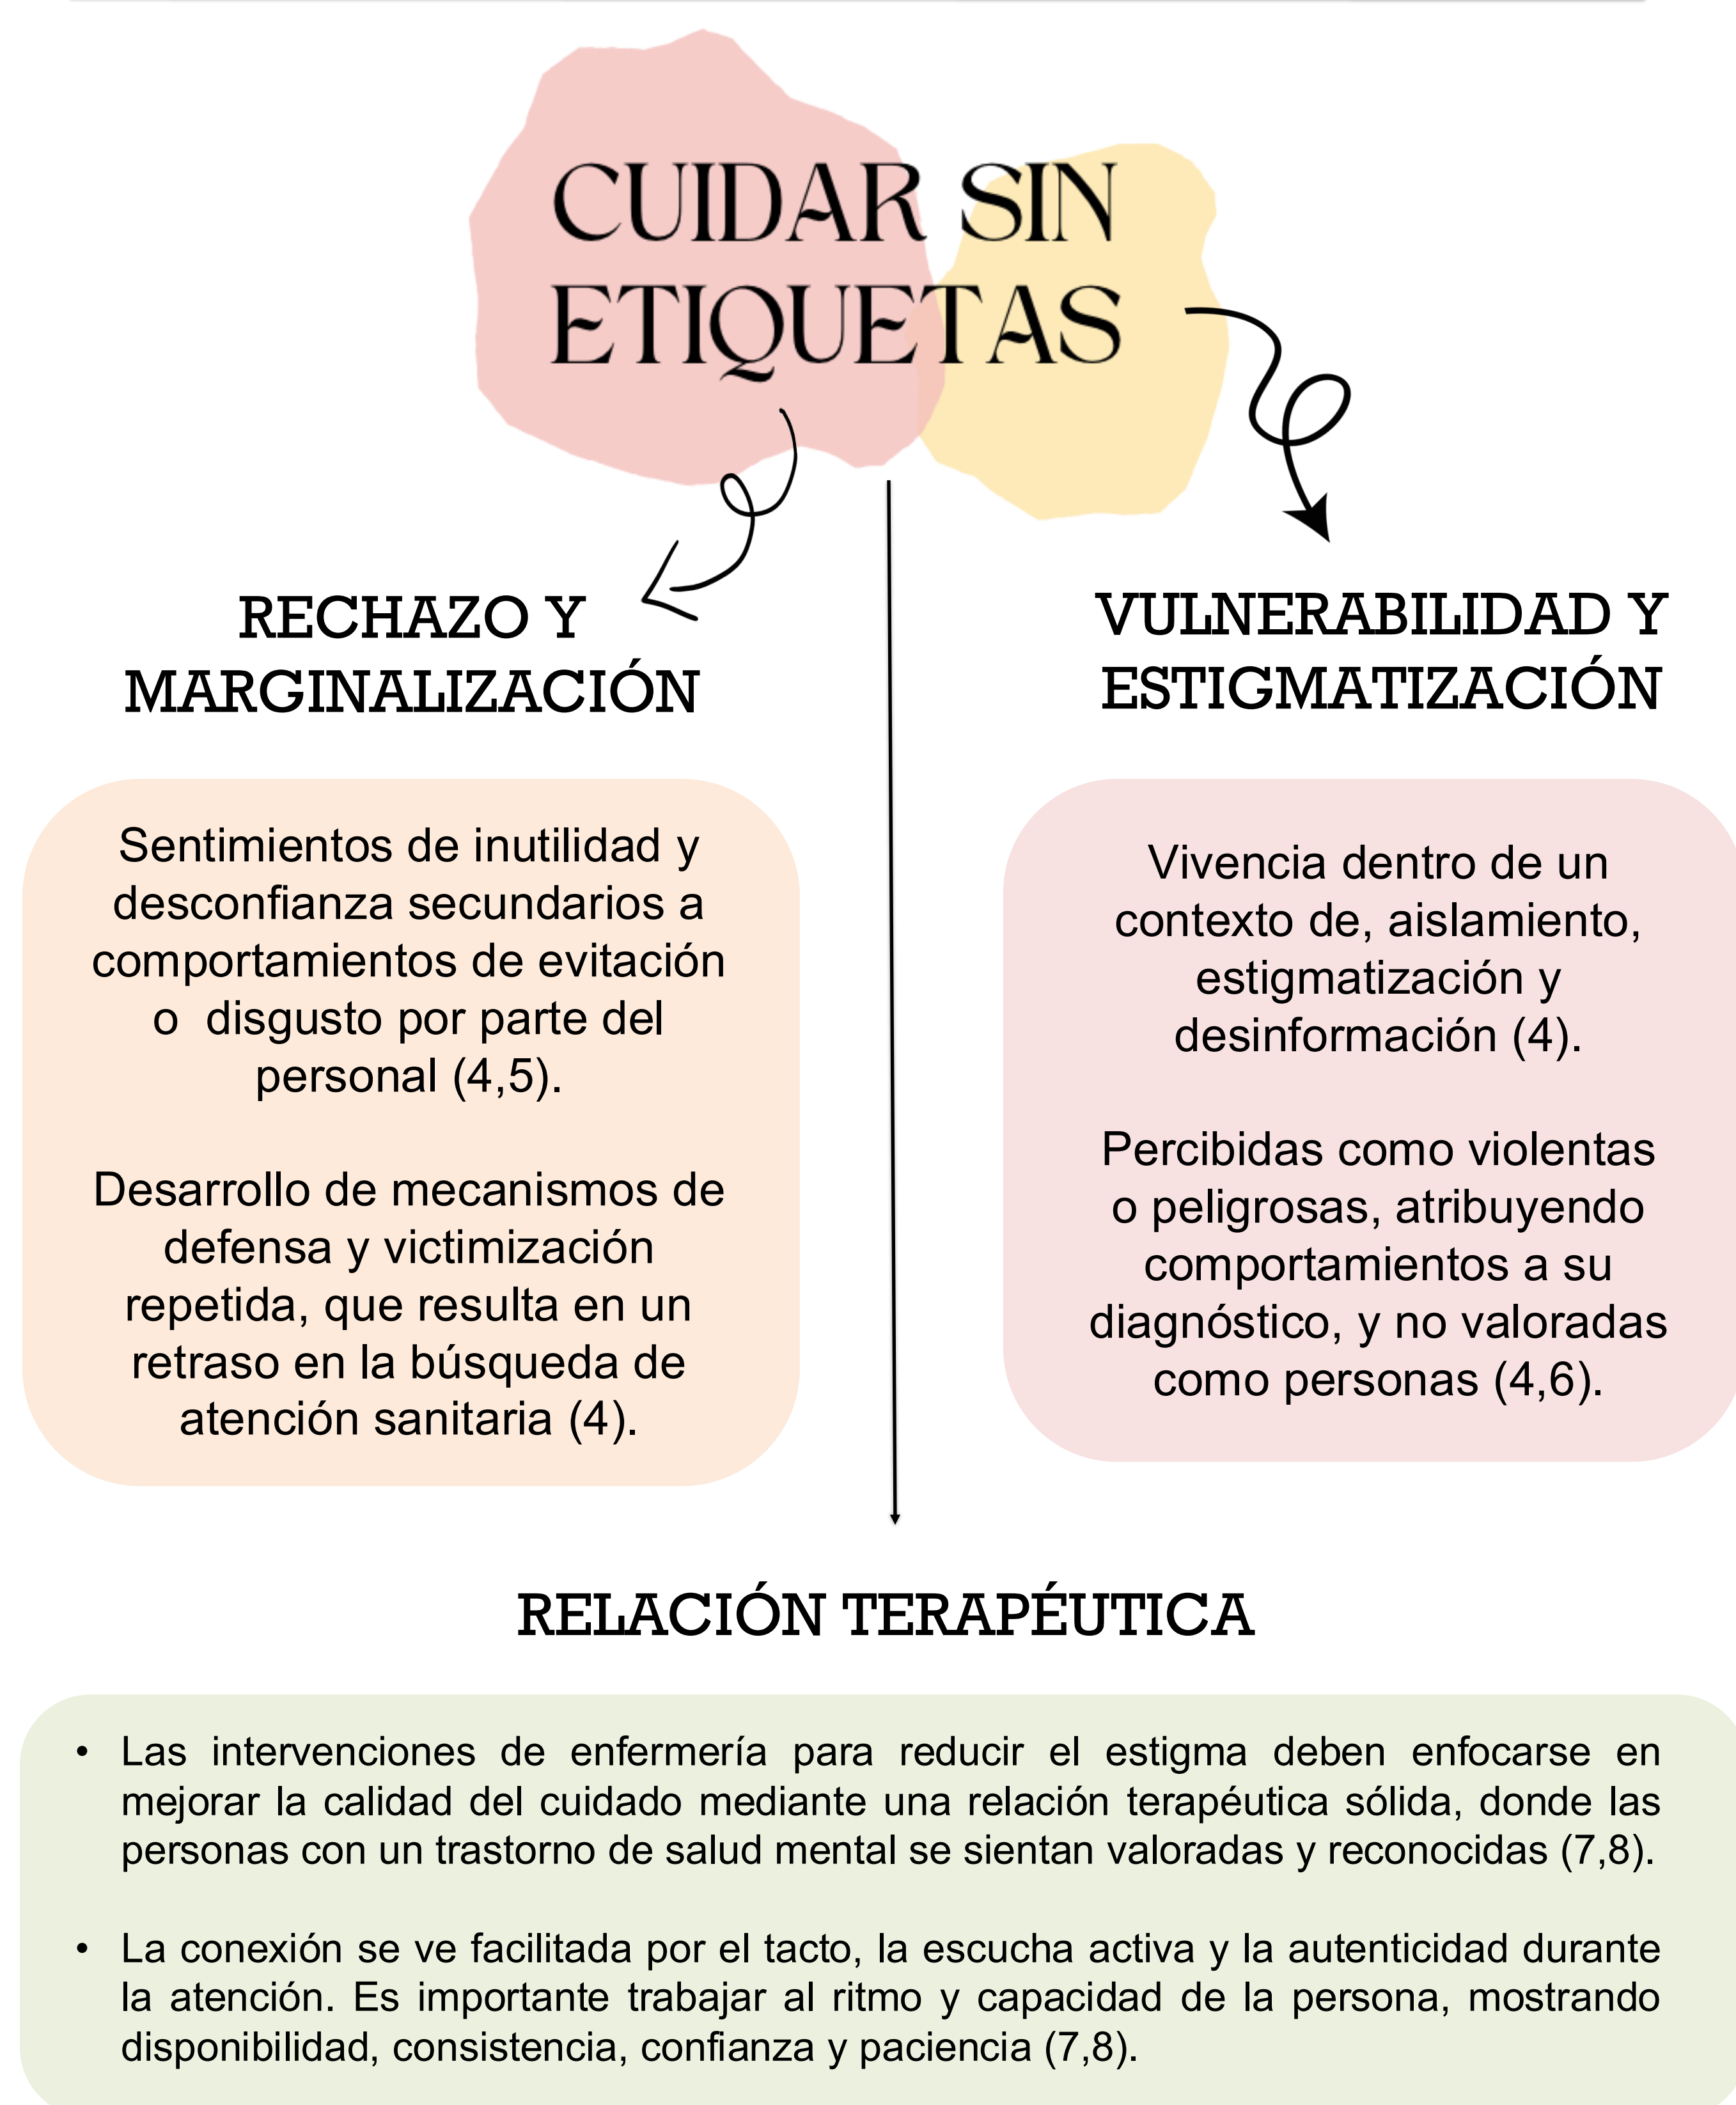 CUIDAR SIN
ETIQUETAS
RECHAZO Y
MARGINALIZACIÓN
Sentimientos de inutilidad y
desconfianza secundarios a
comportamientos de evitación
o disgusto por parte del
personal (4,5).
Desarrollo de mecanismos de
defensa y victimización
repetida, que resulta en un
retraso en la búsqueda de
atención sanitaria (4).
VULNERABILIDAD Y
ESTIGMATIZACIÓN
Vivencia dentro de un
contexto de, aislamiento,
estigmatización y
desinformación (4).
Percibidas como violentas
o peligrosas, atribuyendo
comportamientos a su
diagnóstico, y no valoradas
como personas (4,6).
RELACIÓN TERAPÉUTICA
• Las intervenciones de enfermería para reducir el estigma deben enfocarse en
mejorar la calidad del cuidado mediante una relación terapéutica sólida, donde las
personas con un trastorno de salud mental se sientan valoradas y reconocidas (7,8).
• La conexión se ve facilitada por el tacto, la escucha activa y la autenticidad durante
la atención. Es importante trabajar al ritmo y capacidad de la persona, mostrando
disponibilidad, consistencia, confianza y paciencia (7,8).